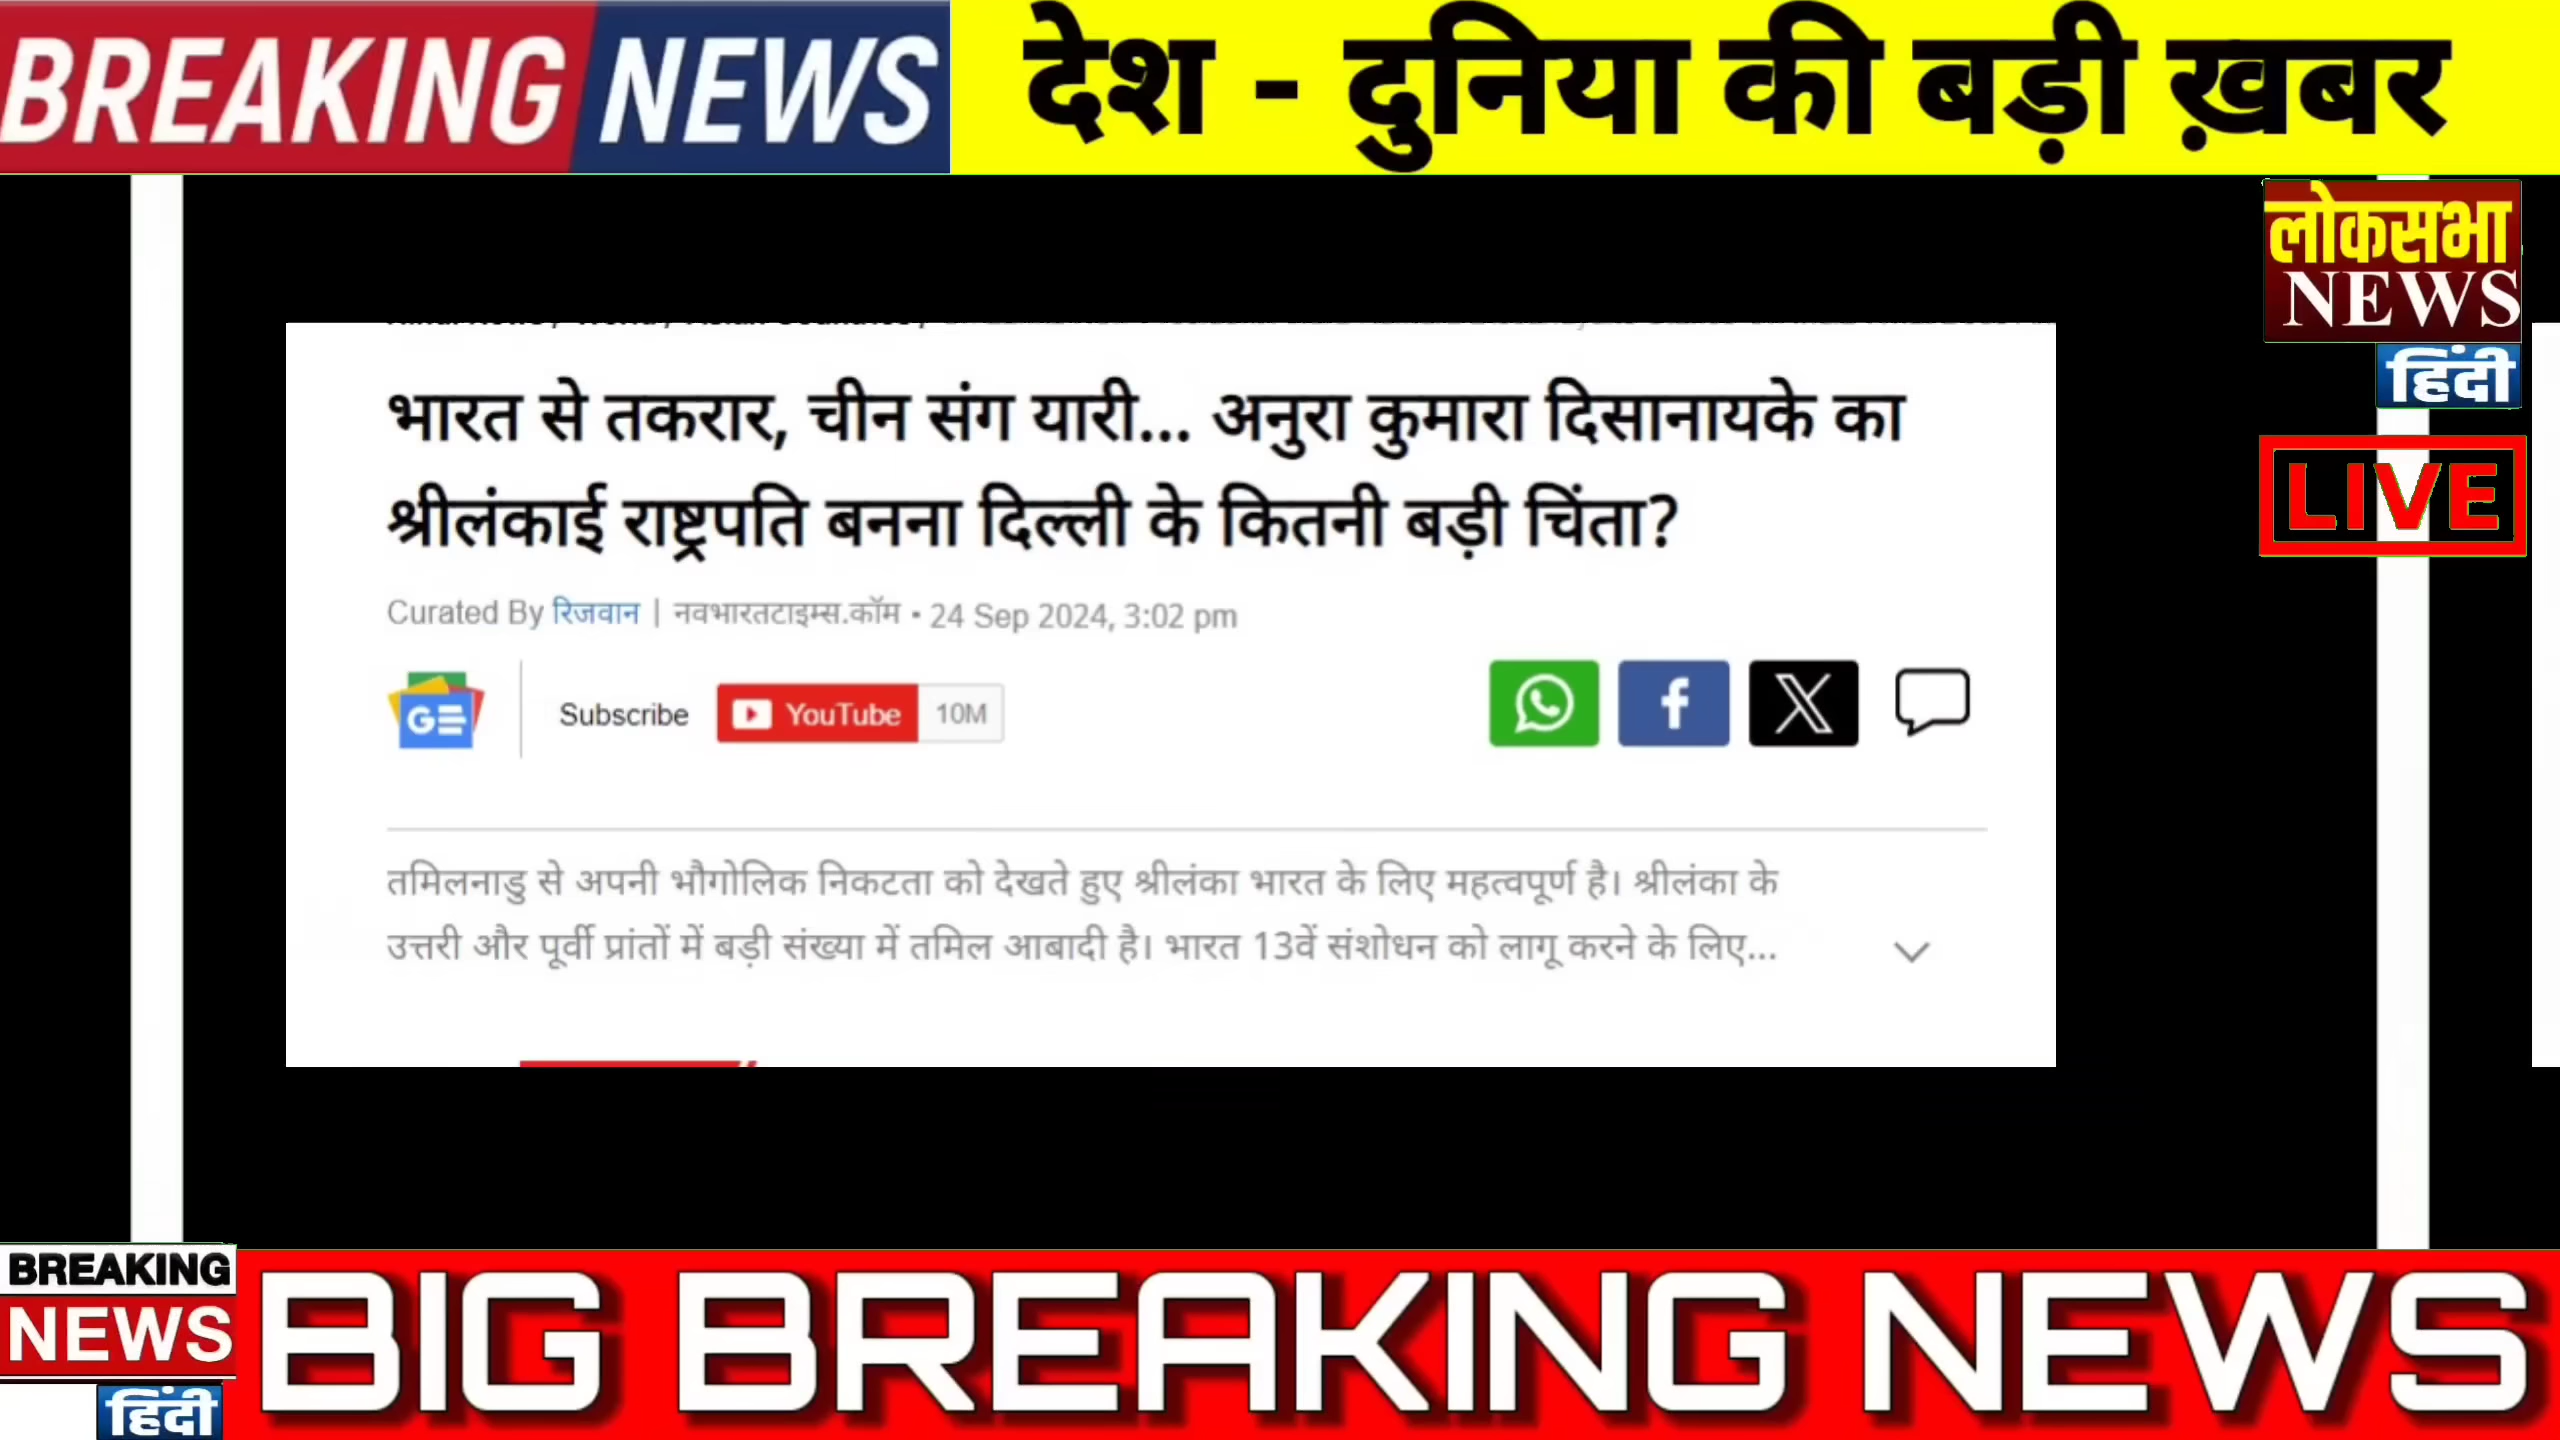 BREAKING NEWS देश - दुनिया की बड़ी ख़बर
लोकसभा
NEWS
हिंदी
LIVE
भारत से तकरार, चीन संग यारी... अनुरा कुमारा दिसानायके का
श्रीलंकाई राष्ट्रपति बनना दिल्ली के कितनी बड़ी चिंता?
Curated By रिजवान | नवभारतटाइम्स.कॉम • 24 Sep 2024, 3:02 pm
Subscribe YouTube 10M
तमिलनाडु से अपनी भौगोलिक निकटता को देखते हुए श्रीलंका भारत के लिए महत्वपूर्ण है। श्रीलंका के
उत्तरी और पूर्वी प्रांतों में बड़ी संख्या में तमिल आबादी है। भारत 13वें संशोधन को लागू करने के लिए...
BREAKING
NEWS
हिंदी
BIG BREAKING NEWS